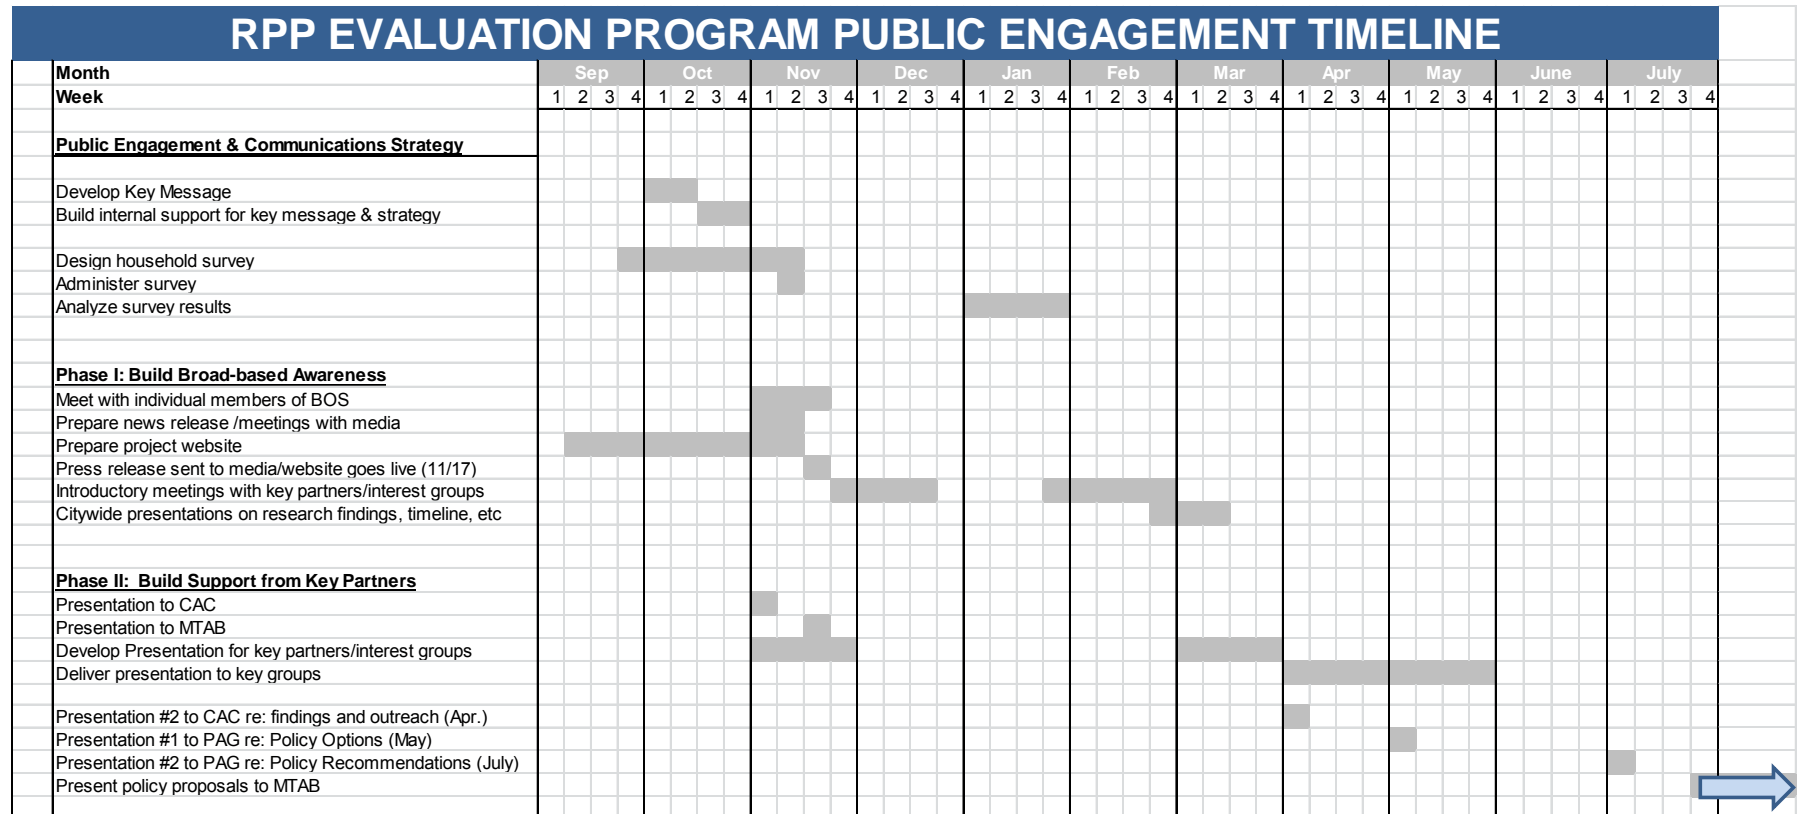 RPP EVALUATION PROGRAM PUBLIC ENGAGEMENT TIMELINE
Month Sep Oct Nov Dec Jan Feb Mar Apr May June July
Week 1 2 3 4 1 2 3 4 1 2 3 4 1 2 3 4 1 2 3 4 1 2 3 4 1 2 3 4 1 2 3 4 1 2 3 4 1 2 3 4 1 2 3 4
Public Engagement & Communications Strategy
Develop Key Message
Build internal support for key message & strategy
Design household survey
Administer survey
Analyze survey results
Phase I: Build Broad-based Awareness
Meet with individual members of BOS
Prepare news release /meetings with media
Prepare project website
Press release sent to media/website goes live (11/17)
Introductory meetings with key partners/interest groups
Citywide presentations on research findings, timeline, etc
Phase II: Build Support from Key Partners
Presentation to CAC
Presentation to MTAB
Develop Presentation for key partners/interest groups
Deliver presentation to key groups
Presentation #2 to CAC re: findings and outreach (Apr.)
Presentation #1 to PAG re: Policy Options (May)
Presentation #2 to PAG re: Policy Recommendations (July)
Present policy proposals to MTAB